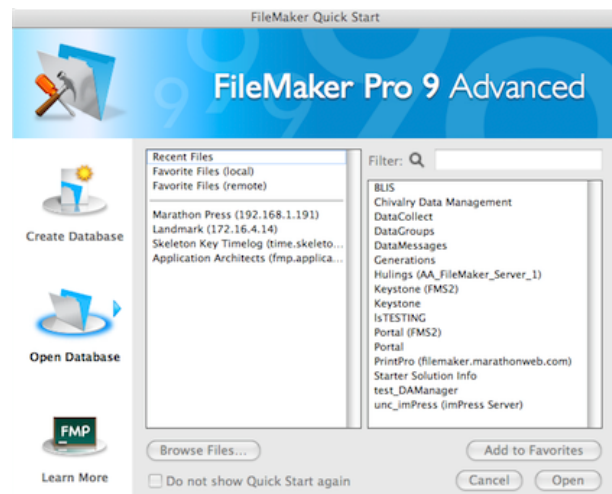 FileMaker Quick Start
FileMaker Pro 9 Advanced
Create Database
Open Database
FMP
Learn More
Recent Files
Favorite Files (local)
Favorite Files (remote)
Marathon Press (192.168.1.191)
Landmark (172.16.4.14)
Skeleton Key Timelog (time.skeleto...
Application Architects (fmp.applica...
Filter:
BLIS
Chivalry Data Management
DataCollect
DataGroups
DataMessages
Generations
Hulings (AA_FileMaker_Server_1)
Keystone (FMS2)
Keystone
lsTESTING
Portal (FMS2)
Portal
PrintPro (filemaker.marathonweb.com)
Starter Solution Info
test_DAManager
unc_imPress (imPress Server)
Browse Files...
Add to Favorites
Do not show Quick Start again
Cancel
Open